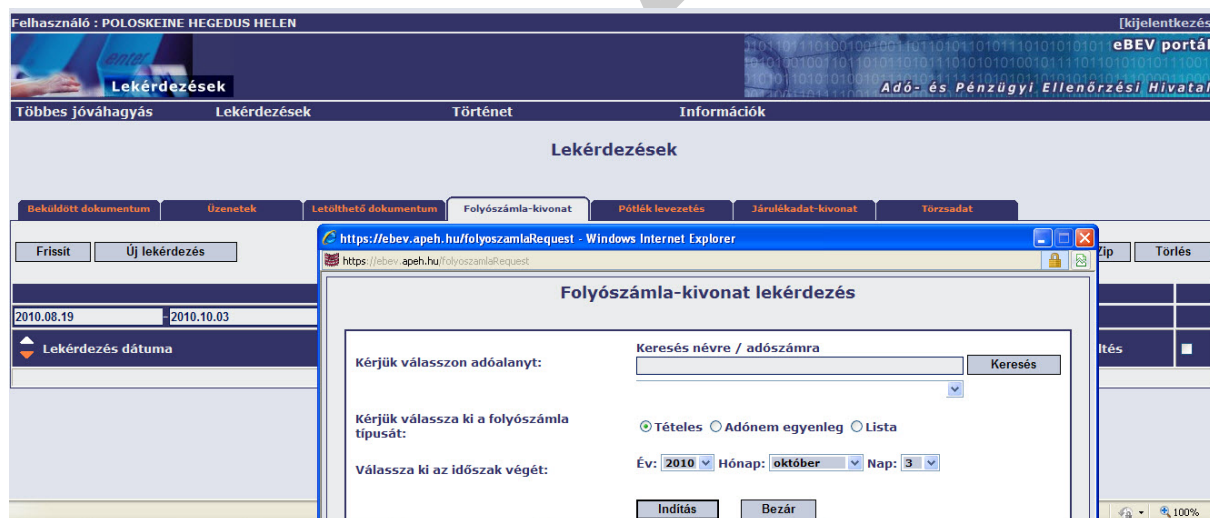 Felhasználó : POLOSKEINE HEGEDUS HELEN [kijelentkezés
enter
eBEV portál
Lekérdezések
Adó- és Pénzügyi Ellenőrzési Hivatal
Többes jóváhagyás Lekérdezések Történet Információk
Lekérdezések
Beküldött dokumentum Üzenetek Letölthető dokumentum Folyószámla-kivonat Pótlék levezetés Járulékadat-kivonat Törzsadat
Frissít Új lekérdezés Zip Törlés
https://ebev.apeh.hu/folyoszamlaRequest - Windows Internet Explorer
https://ebev.apeh.hu/folyoszamlaRequest
Folyószámla-kivonat lekérdezés
2010.08.19 - 2010.10.03
Lekérdezés dátuma ltés
Kérjük válasszon adóalanyt:
Keresés névre / adószámra
Keresés
Kérjük válassza ki a folyószámla
típusát:
Tételes Adónem egyenleg Lista
Válassza ki az időszak végét:
Év: 2010 Hónap: október Nap: 3
Indítás Bezár
100%